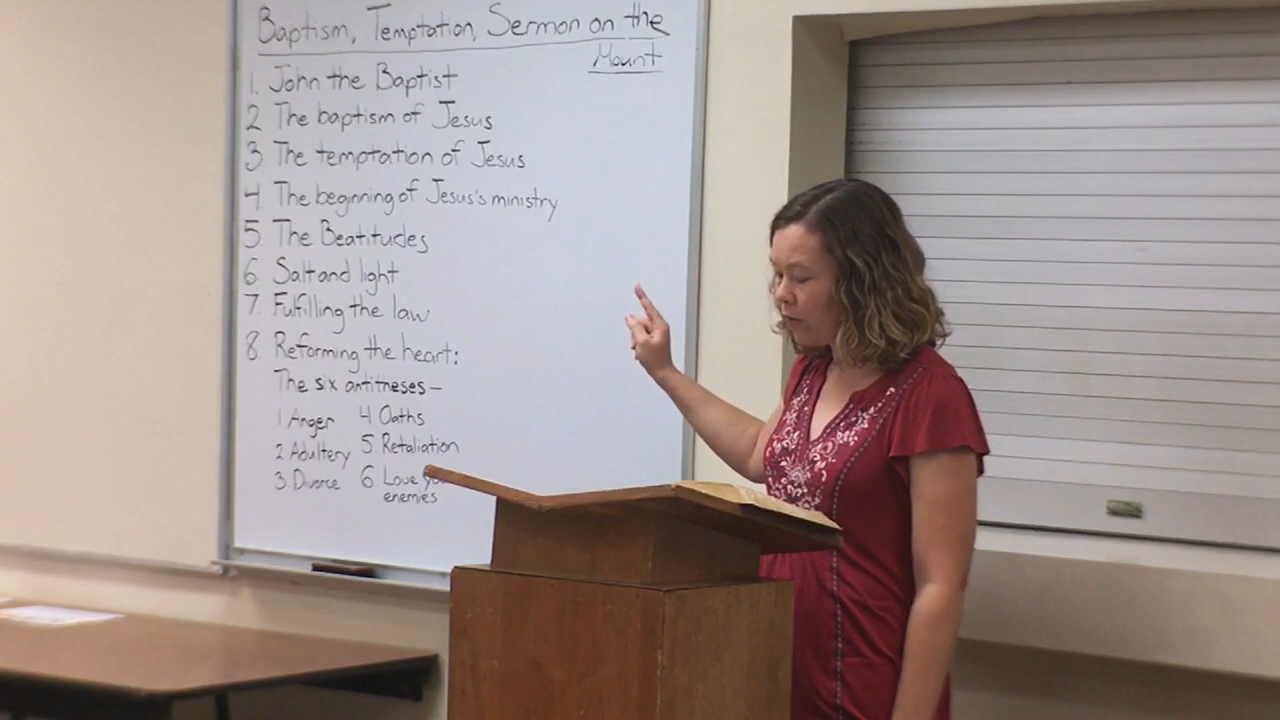 Baptism, Temptation, Sermon on the
Mount
1. John the Baptist
2 The baptism of Jesus
3. The temptation of Jesus
4 The beginning of Jesus's ministry
5. The Beatitudes
6. Salt and light
7. Fulfilling the law
8. Reforming the heart:
The six antitheses –
1 Anger 4 Oaths
2 Adultery 5 Retaliation
3. Divorce 6. Love
enemies